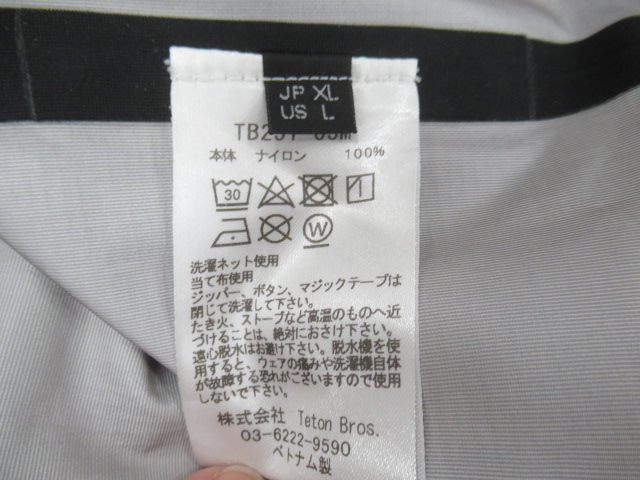 JP XL
US L
本体 ナイロン 100%
30
W
洗濯ネット使用
当て布使用
ジッパー、ボタン、マジックテープは
閉じて洗濯して下さい。
たき火、ストーブなど高温のものへ近
づけることは、絶対におさけ下さい。
遠心脱水はお避け下さい。脱水機を使
用すると、ウェアの痛みや洗濯機自体
が故障する恐れがございますので使用
しないで下さい。
株式会社 Teton Bros.
03-6222-9590
ベトナム製